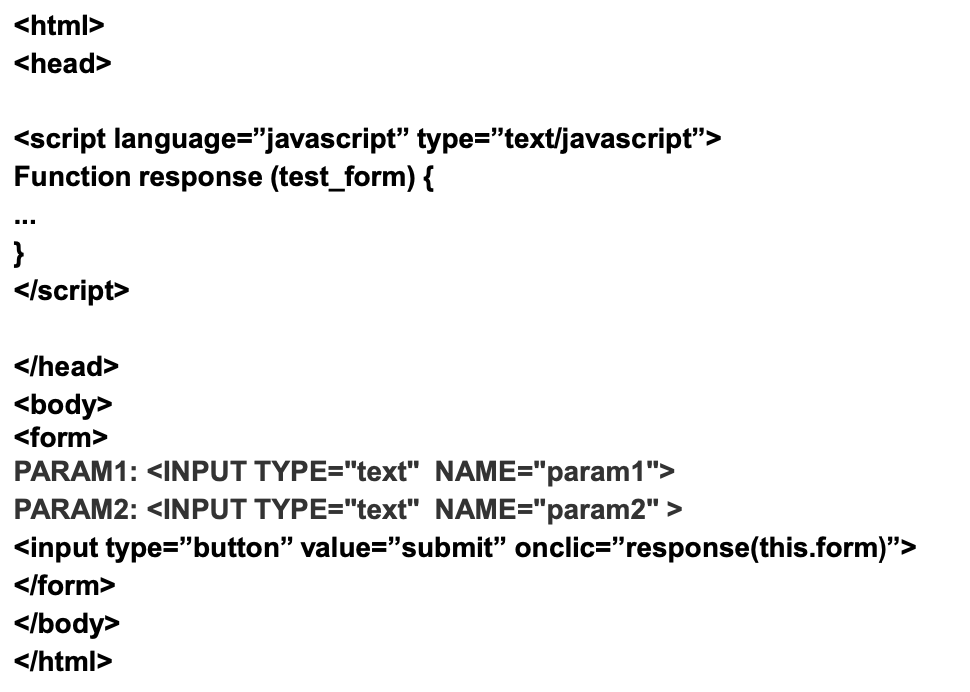 <html>
<head>
<script language=”javascript” type=”text/javascript”>
Function response (test_form) {
...
}
</script>
</head>
<body>
<form>
PARAM1: <INPUT TYPE="text"  NAME="param1">
PARAM2: <INPUT TYPE="text"  NAME="param2" >
<input type=”button” value=”submit” onclic=”response(this.form)”>
</form>
</body>
</html>